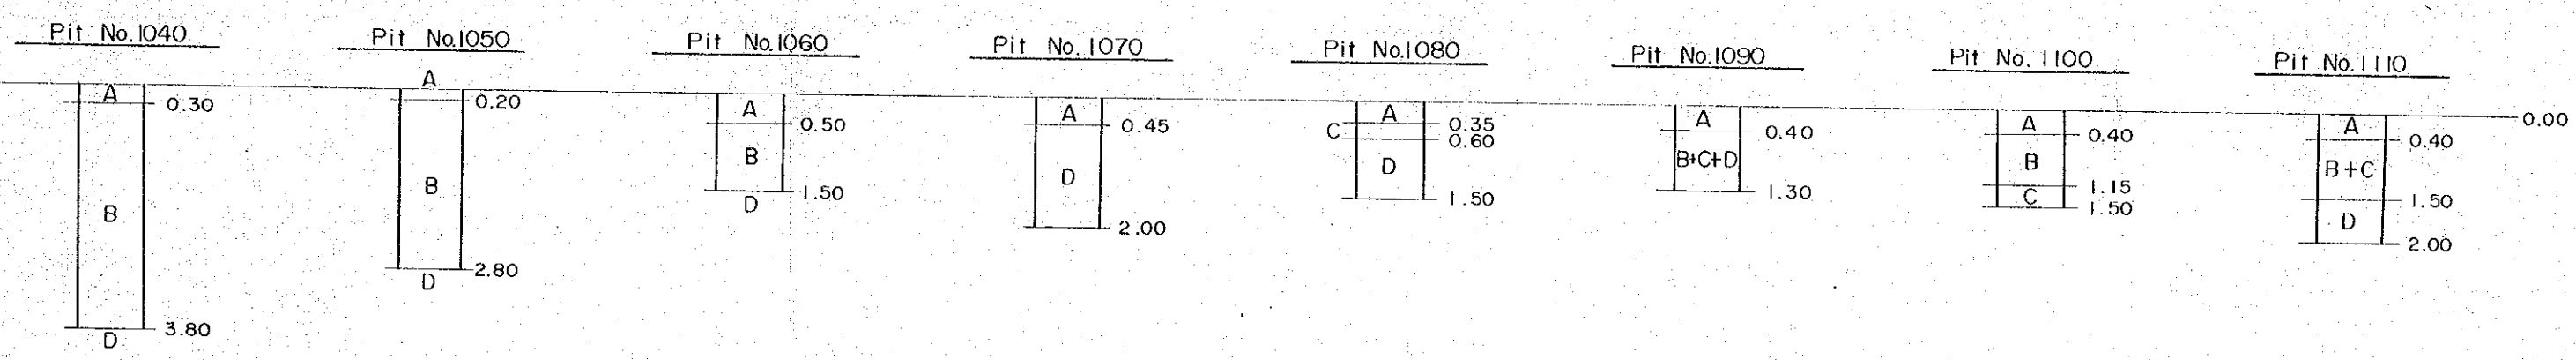 Pit No.1040
A
0.30
B
3.80
D
Pit No.1050
A
0.20
B
2.80
D
Pit No.1060
A
0.50
B
1.50
D
Pit No. 1070
A
0.45
D
2.00
Pit No.1080
A
0.35
C
0.60
D
1.50
Pit No.1090
A
0.40
B+C+D
1.30
Pit No. 1100
A
0.40
B
1.15
C
1.50
Pit No.1110
A
0.40
B+C
1.50
D
2.00
0.00